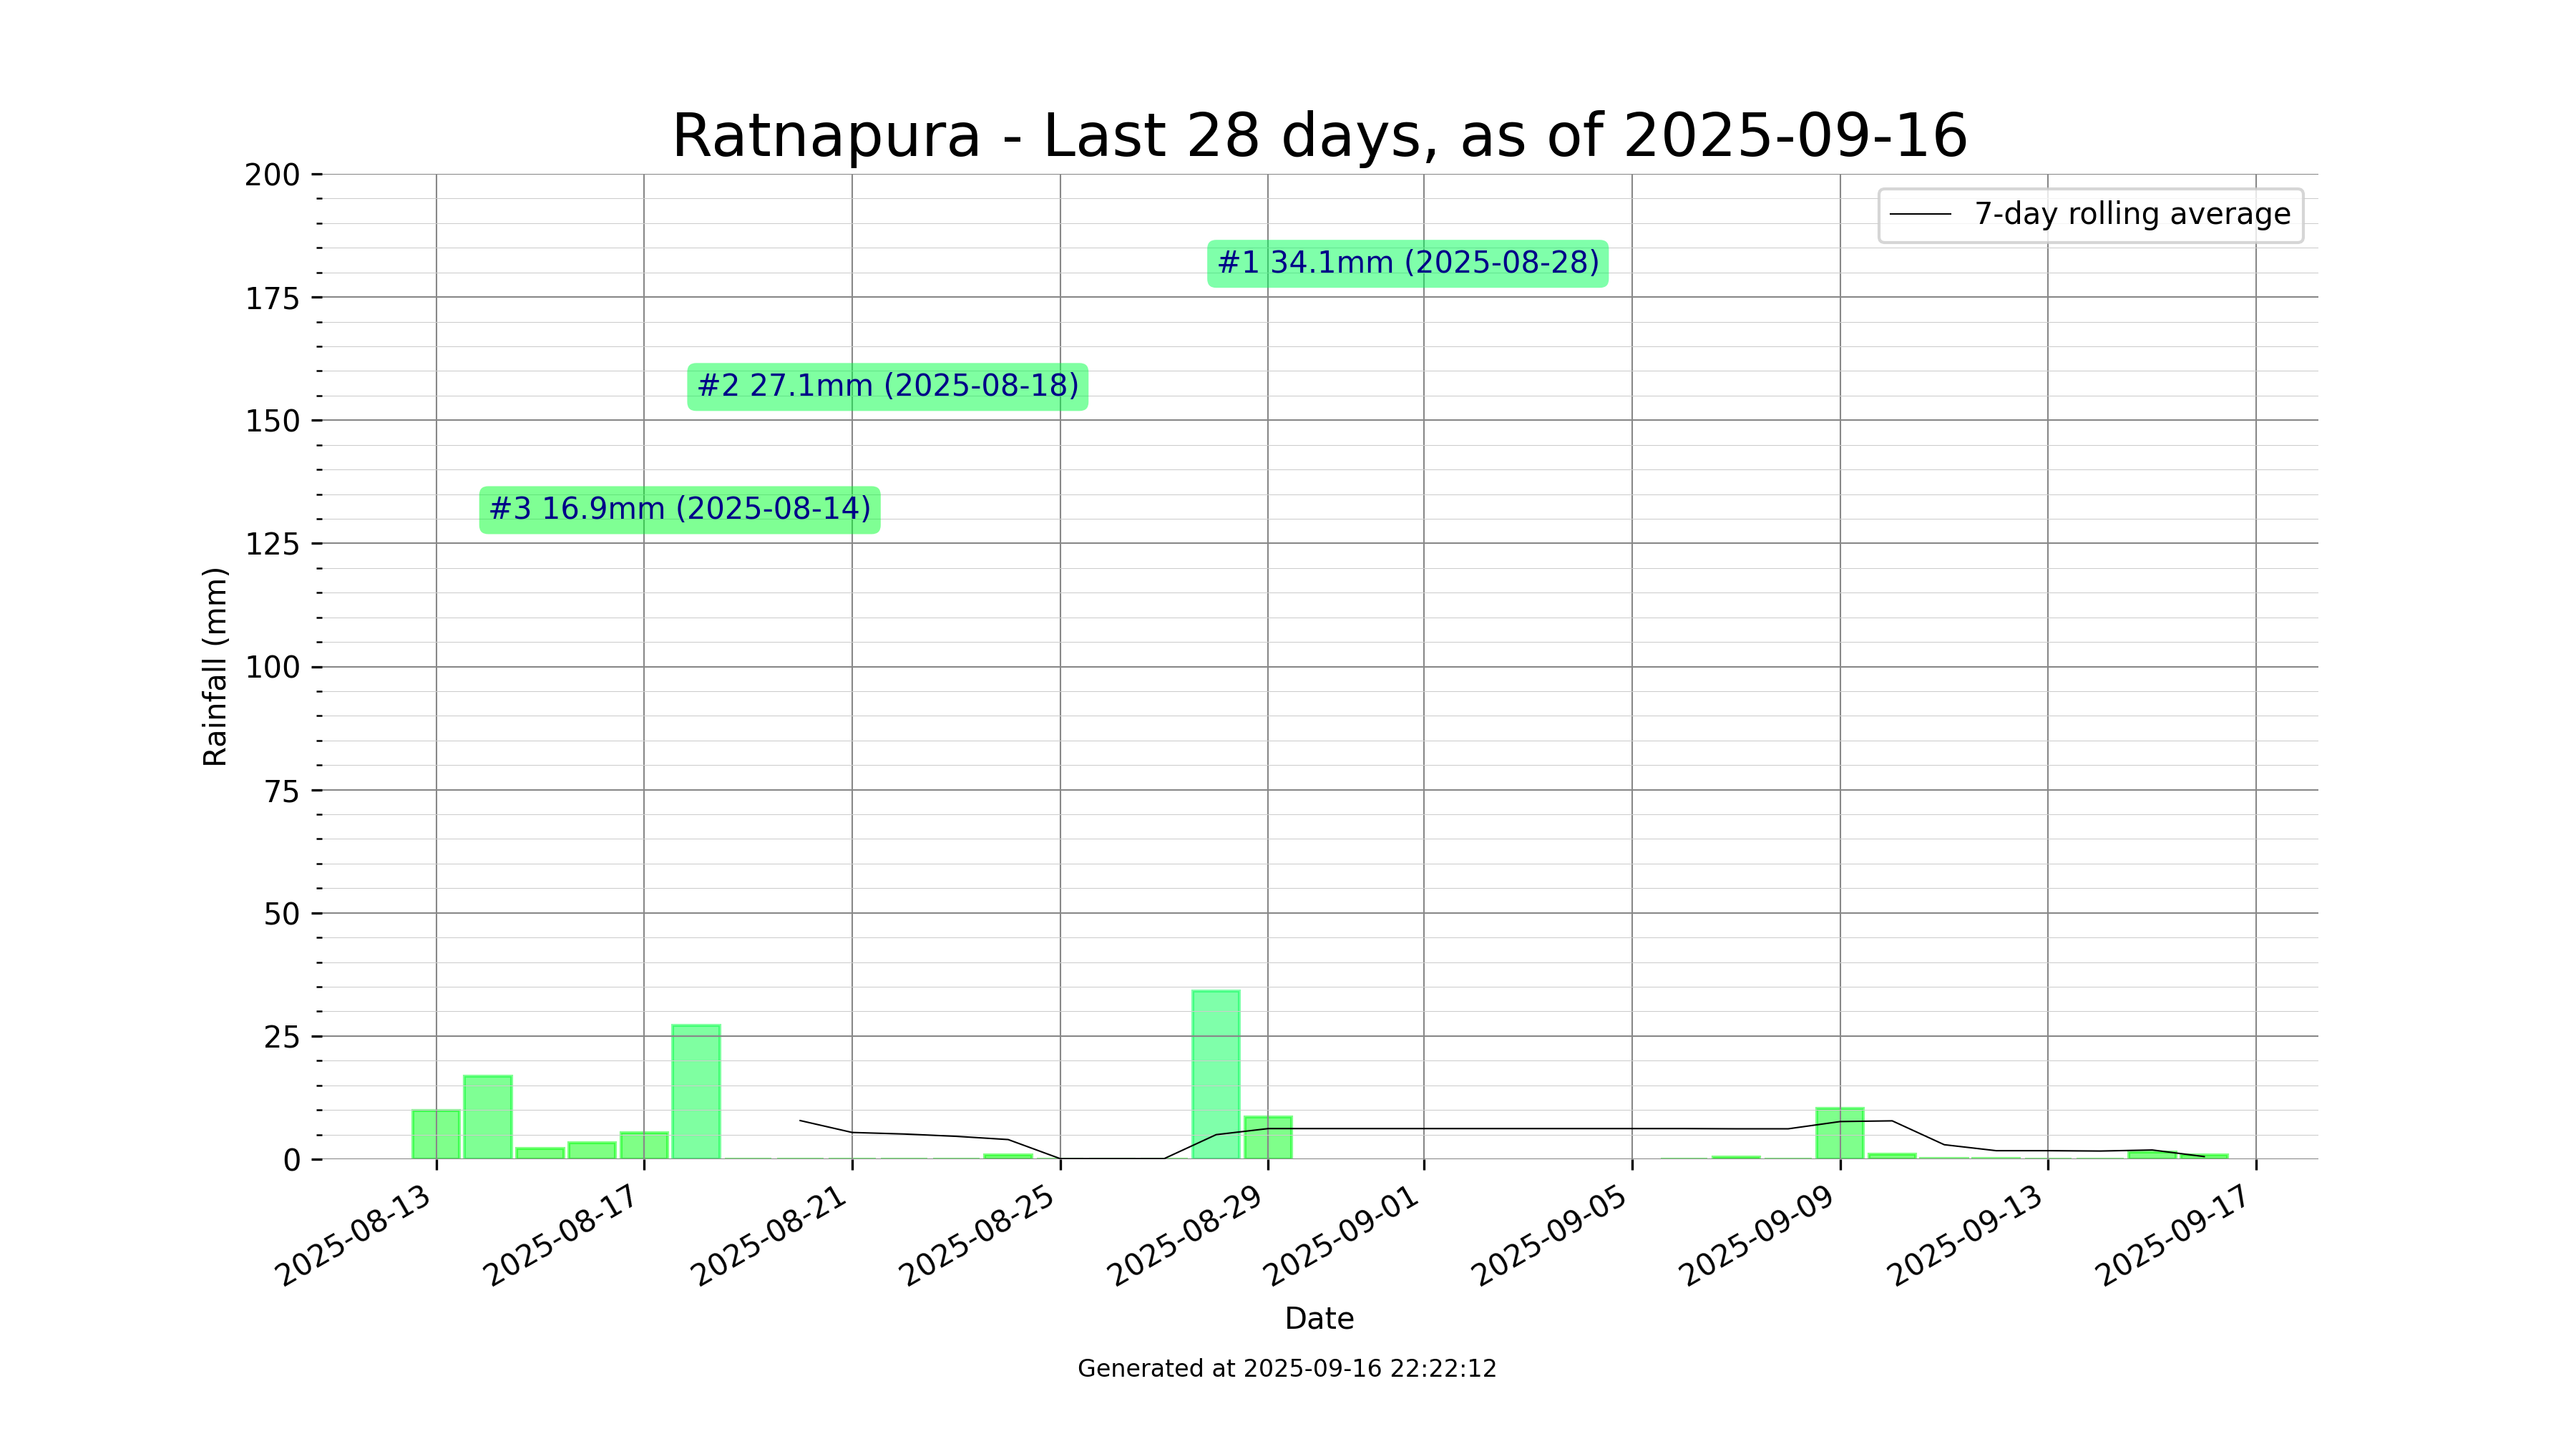 Ratnapura - Last 28 days, as of 2025-09-16
200
175
150
125
100
75
50
25
0
Rainfall (mm)
7-day rolling average
#1 34.1mm (2025-08-28)
#2 27.1mm (2025-08-18)
#3 16.9mm (2025-08-14)
2025-08-13
2025-08-17
2025-08-21
2025-08-25
2025-08-29
2025-09-01
2025-09-05
2025-09-09
2025-09-13
2025-09-17
Date
Generated at 2025-09-16 22:22:12